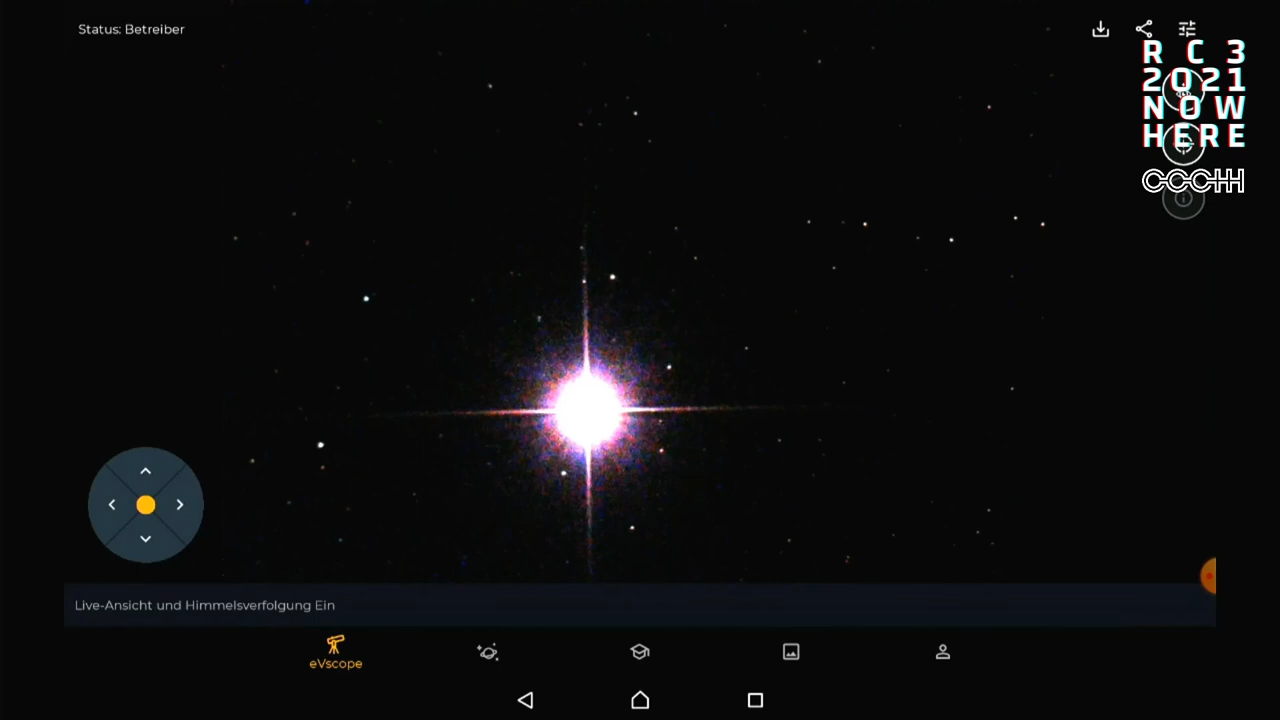 Status: Betreiber
R C 3
2021
NOW
HERE
CCCHH
Live-Ansicht und Himmelsverfolgung Ein
eVscope